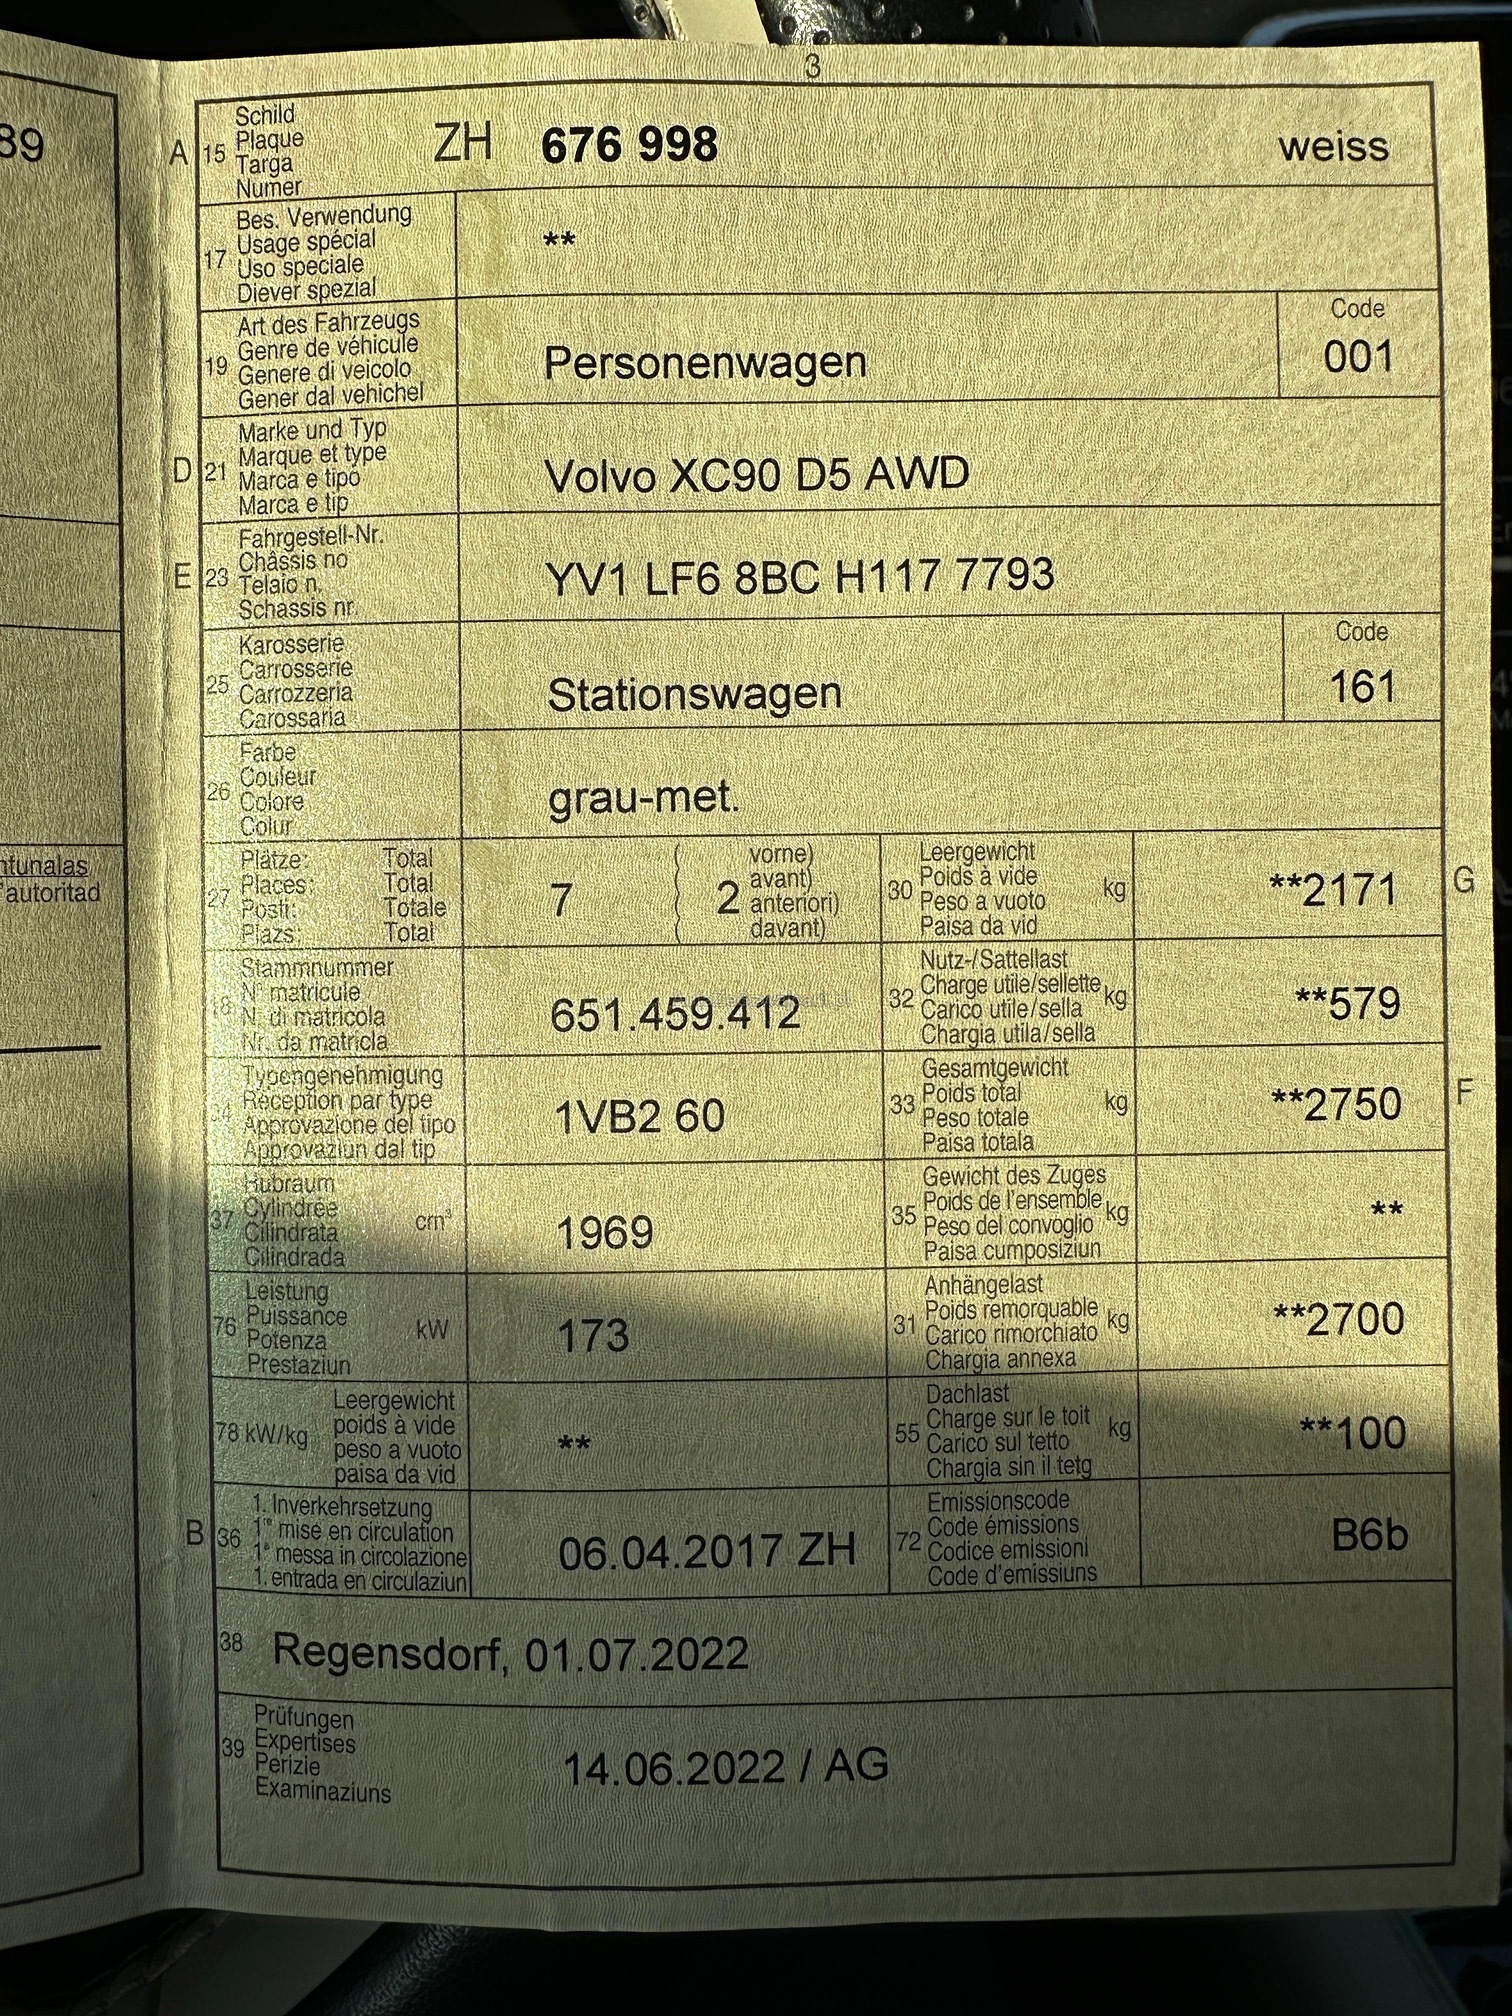 3
89
A 15 Schild
Plaque
Targa
Numer
ZH 676 998 weiss
17 Bes. Verwendung
Usage spécial
Uso speciale
Diever spezial
**
19 Art des Fahrzeugs
Genre de véhicule
Genere di veicolo
Gener dal vehichel
Personenwagen
Code
001
D 21 Marke und Typ
Marque et type
Marca e tipo
Marca e tip
Volvo XC90 D5 AWD
E 23 Fahrgestell-Nr.
Châssis no
Telaio n.
Schassis nr.
YV1 LF6 8BC H117 7793
25 Karosserie
Carrosserie
Carrozzeria
Carossaria
Stationswagen
Code
161
26 Farbe
Couleur
Colore
Colur
grau-met.
ntunalas
'autoritad
27 Plätze: Total
Places: Total
Posti: Totale
Plazs: Total
7 ( 2 vorne)
avant)
anteriori)
davant)
30 Leergewicht
Poids à vide kg
Peso a vuoto
Paisa da vid
**2171 G
18 Stammnummer
N° matricule
N. di matricola
Nr. da matricla
651.459.412
32 Nutz-/Sattellast
Charge utile/sellette kg
Carico utile/sella
Chargia utila/sella
**579
34 Typengenehmigung
Réception par type
Approvazione del tipo
Approvaziun dal tip
1VB2 60
33 Gesamtgewicht
Poids total kg
Peso totale
Paisa totala
**2750 F
37 Hubraum
Cylindrée cm³
Cilindrata
Cilindrada
1969
35 Gewicht des Zuges
Poids de l'ensemble kg
Peso del convoglio
Paisa cumposiziun
**
76 Leistung
Puissance kW
Potenza
Prestaziun
173
31 Anhängelast
Poids remorquable kg
Carico rimorchiato
Chargia annexa
**2700
78 kW/kg Leergewicht
poids à vide
peso a vuoto
paisa da vid
**
55 Dachlast
Charge sur le toit kg
Carico sul tetto
Chargia sin il tetg
**100
B 36 1. Inverkehrsetzung
1re mise en circulation
1a messa in circolazione
1. entrada en circulaziun
06.04.2017 ZH
72 Emissionscode
Code émissions
Codice emissioni
Code d'emissiuns
B6b
38 Regensdorf, 01.07.2022
39 Prüfungen
Expertises
Perizie
Examinaziuns
14.06.2022 / AG